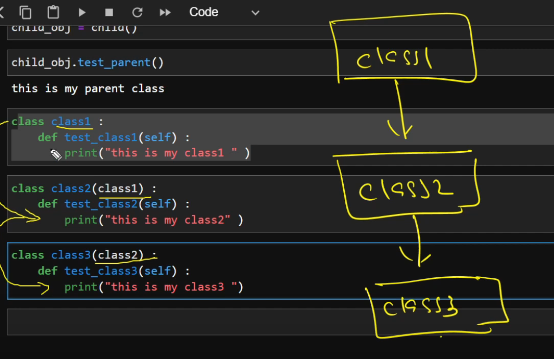 Code
child_obj = child()
child_obj.test_parent()
this is my parent class
class class1 :
def test_class1(self) :
print("this is my class1 " )
class class2(class1) :
def test_class2(self) :
print("this is my class2" )
class class3(class2) :
def test_class3(self) :
print("this is my class3 ")
class1
class2
class3